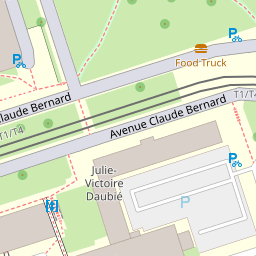 Food Truck
T1/T4
Claude Bernard
Avenue Claude Bernard
T1/T4
Julie-
Victoire
Daubié
P